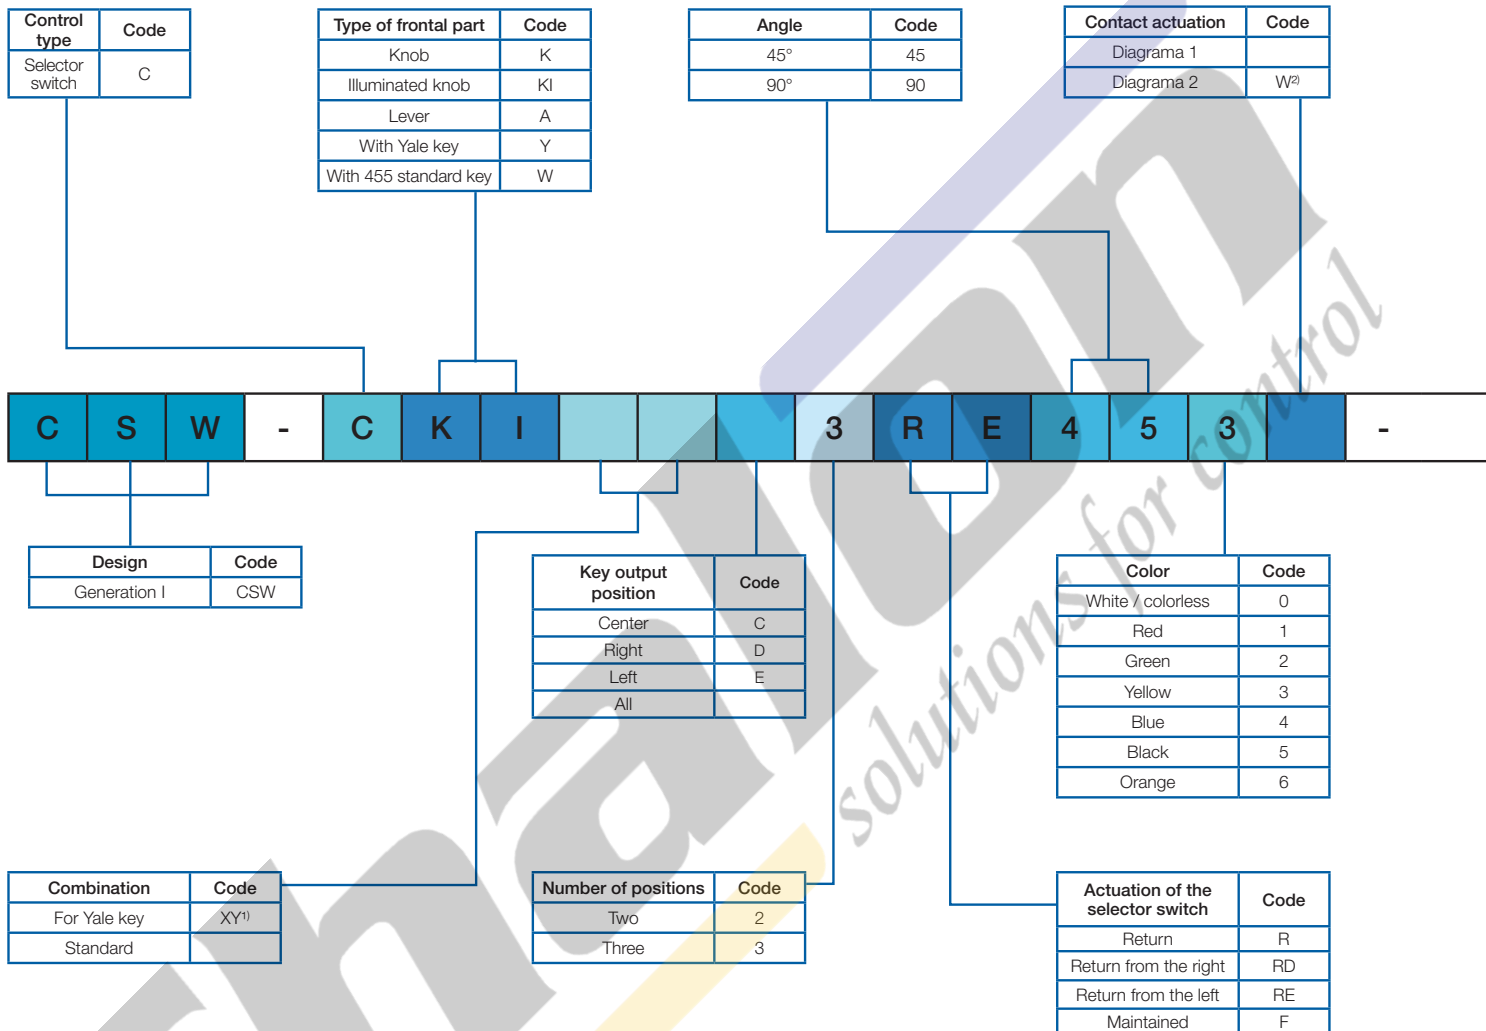 Control type Code
Selector switch C
Type of frontal part Code
Knob K
Illuminated knob KI
Lever A
With Yale key Y
With 455 standard key W
Angle Code
45° 45
90° 90
Contact actuation Code
Diagrama 1
Diagrama 2 W2)
C S W - C K I 3 R E 4 5 3 -
Design Code
Generation I CSW
Key output position Code
Center C
Right D
Left E
All
Color Code
White / colorless 0
Red 1
Green 2
Yellow 3
Blue 4
Black 5
Orange 6
Combination Code
For Yale key XY1)
Standard
Number of positions Code
Two 2
Three 3
Actuation of the selector switch Code
Return R
Return from the right RD
Return from the left RE
Maintained F
halon
solutions for control